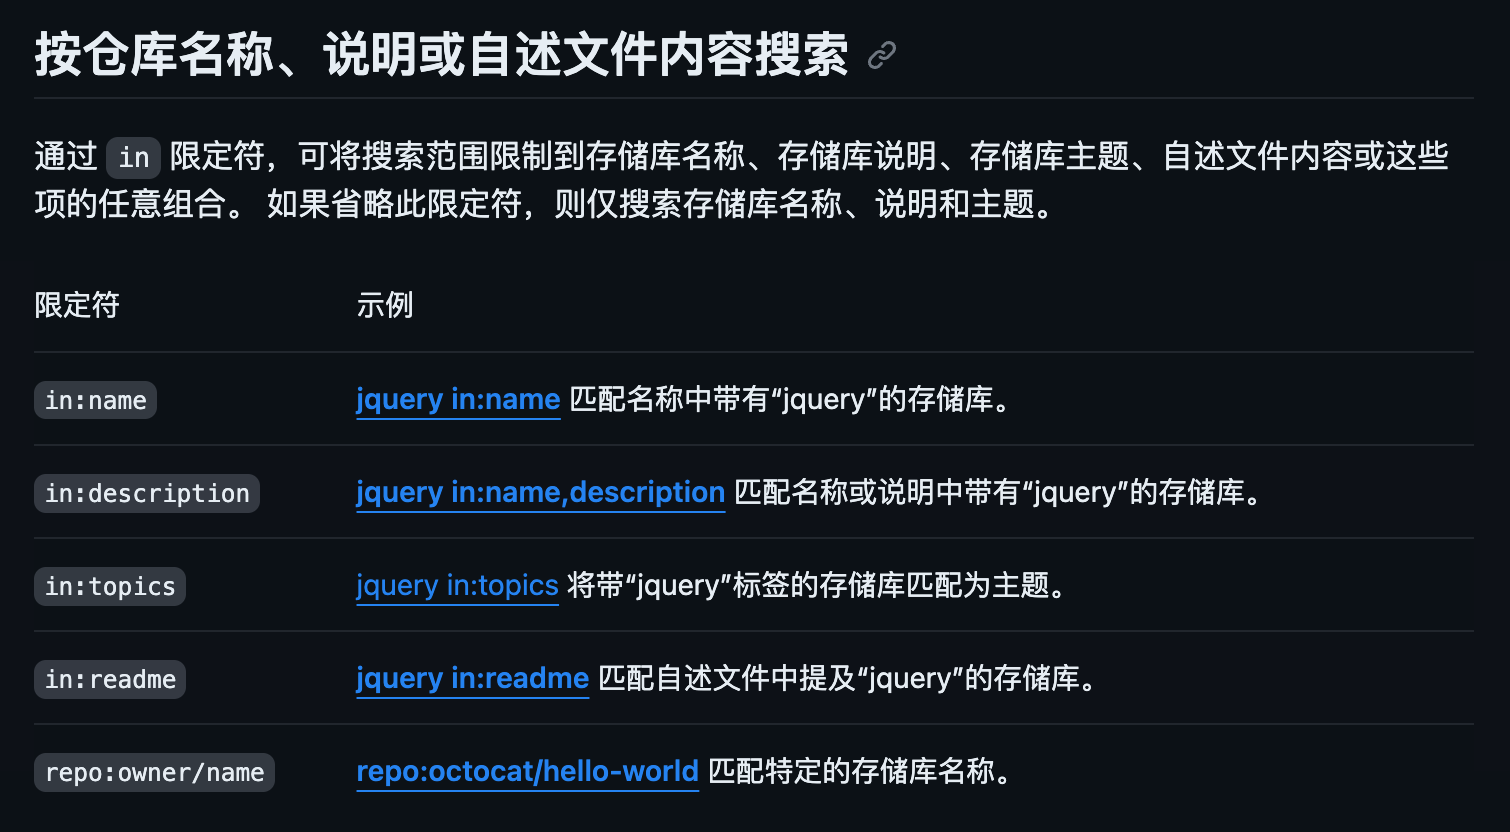 按仓库名称、说明或自述文件内容搜索
通过 in 限定符，可将搜索范围限制到存储库名称、存储库说明、存储库主题、自述文件内容或这些
项的任意组合。 如果省略此限定符，则仅搜索存储库名称、说明和主题。
限定符 示例
in:name jquery in:name 匹配名称中带有“jquery”的存储库。
in:description jquery in:name,description 匹配名称或说明中带有“jquery”的存储库。
in:topics jquery in:topics 将带“jquery”标签的存储库匹配为主题。
in:readme jquery in:readme 匹配自述文件中提及“jquery”的存储库。
repo:owner/name repo:octocat/hello-world 匹配特定的存储库名称。